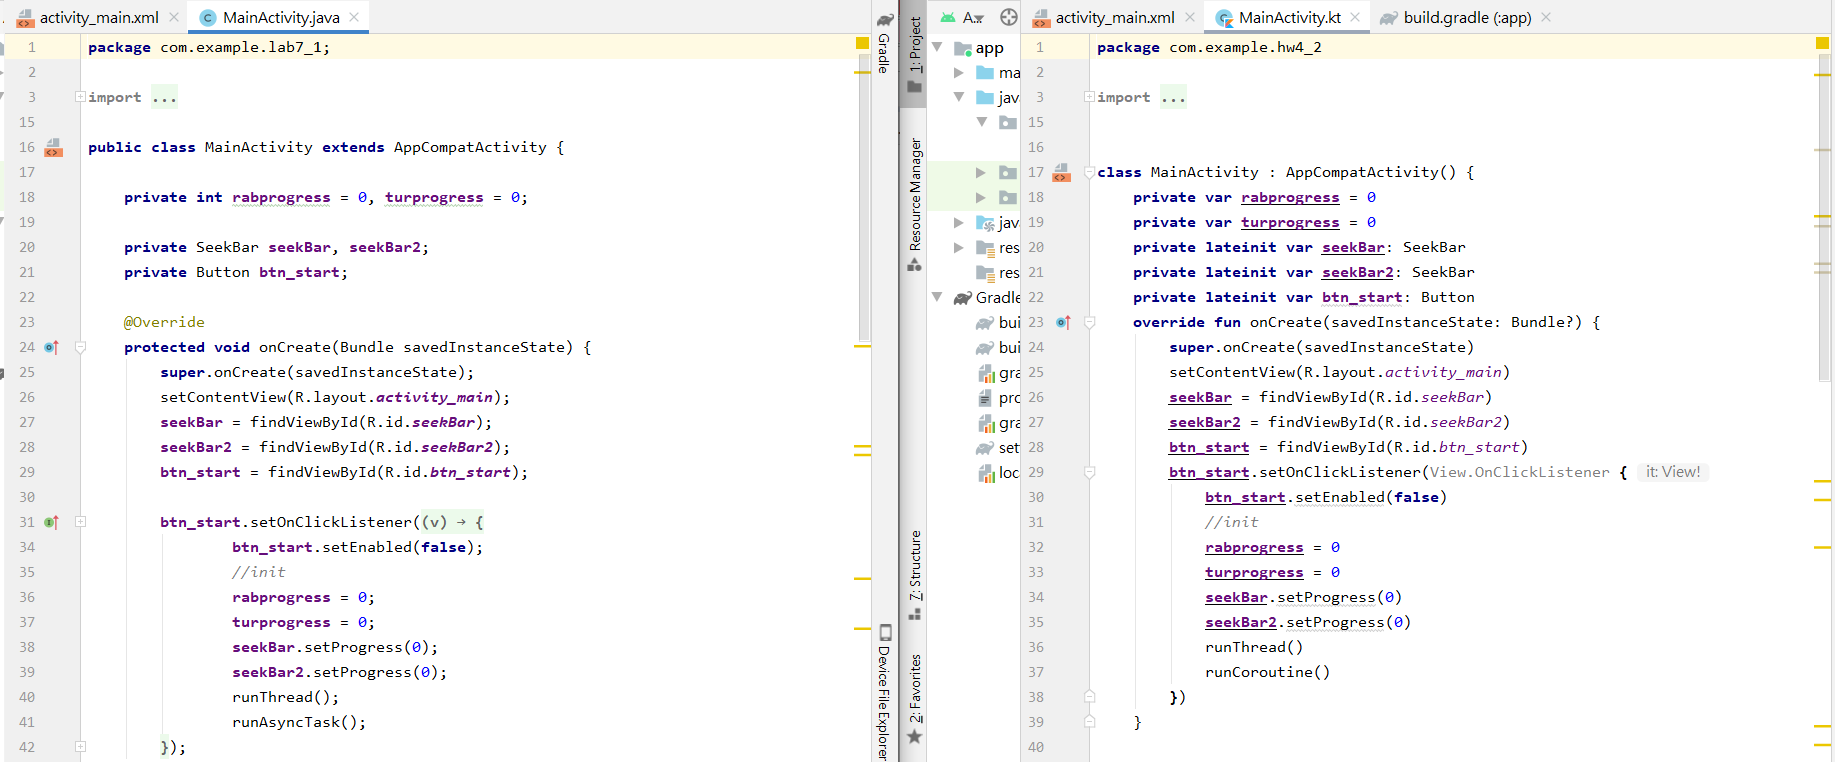 activity_main.xml
MainActivity.java
1 package com.example.lab7_1;
2
3 import ...
15
16 public class MainActivity extends AppCompatActivity {
17
18 private int rabprogress = 0, turprogress = 0;
19
20 private SeekBar seekBar, seekBar2;
21 private Button btn_start;
22
23 @Override
24 protected void onCreate(Bundle savedInstanceState) {
25 super.onCreate(savedInstanceState);
26 setContentView(R.layout.activity_main);
27 seekBar = findViewById(R.id.seekBar);
28 seekBar2 = findViewById(R.id.seekBar2);
29 btn_start = findViewById(R.id.btn_start);
30
31 btn_start.setOnClickListener((v) → {
34 btn_start.setEnabled(false);
35 //init
36 rabprogress = 0;
37 turprogress = 0;
38 seekBar.setProgress(0);
39 seekBar2.setProgress(0);
40 runThread();
41 runAsyncTask();
42 });
Gradle
Device File Explorer
1: Project
Resource Manager
7: Structure
2: Favorites
A
app
ma
jav
jav
res
res
Gradle
bui
bui
gra
pro
gra
set
loc
activity_main.xml
MainActivity.kt
build.gradle (:app)
1 package com.example.hw4_2
2
3 import ...
15
16
17 class MainActivity : AppCompatActivity() {
18 private var rabprogress = 0
19 private var turprogress = 0
20 private lateinit var seekBar: SeekBar
21 private lateinit var seekBar2: SeekBar
22 private lateinit var btn_start: Button
23 override fun onCreate(savedInstanceState: Bundle?) {
24 super.onCreate(savedInstanceState)
25 setContentView(R.layout.activity_main)
26 seekBar = findViewById(R.id.seekBar)
27 seekBar2 = findViewById(R.id.seekBar2)
28 btn_start = findViewById(R.id.btn_start)
29 btn_start.setOnClickListener(View.OnClickListener { it: View!
30 btn_start.setEnabled(false)
31 //init
32 rabprogress = 0
33 turprogress = 0
34 seekBar.setProgress(0)
35 seekBar2.setProgress(0)
36 runThread()
37 runCoroutine()
38 })
39 }
40